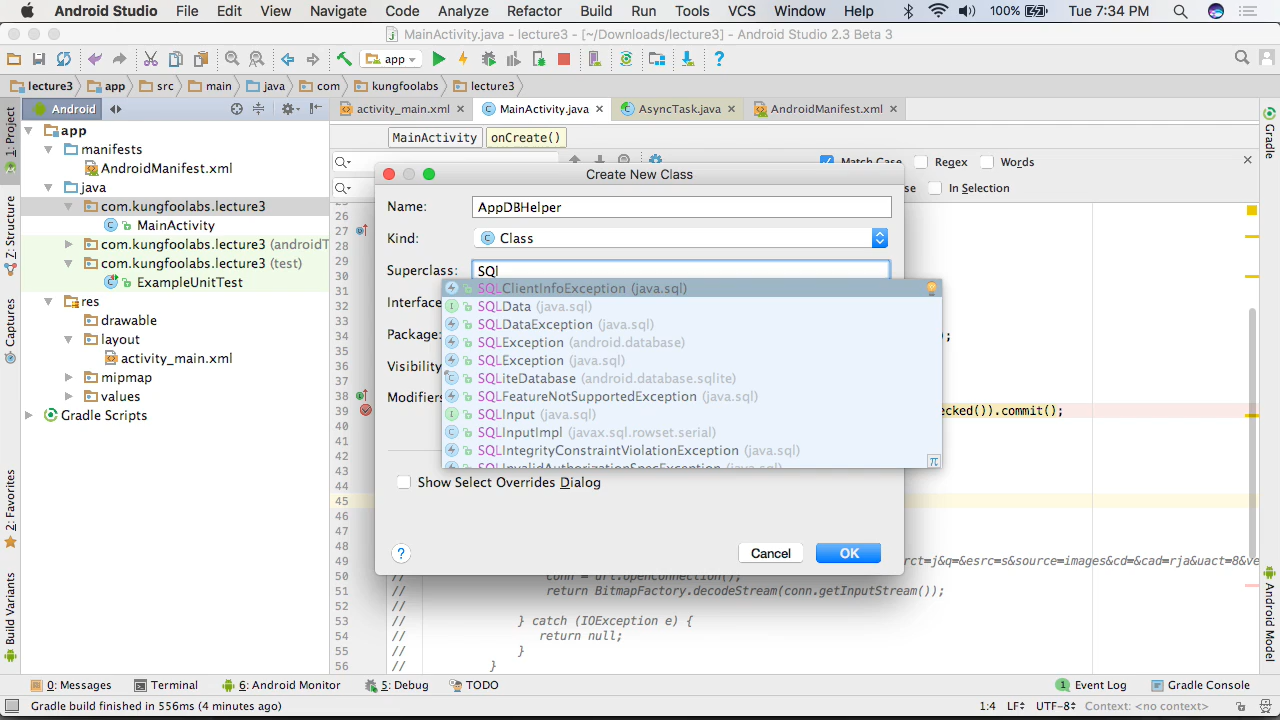 Android Studio File Edit View Navigate Code Analyze Refactor Build Run Tools VCS Window Help 100% Tue 7:34 PM
MainActivity.java - lecture3 - [~/Downloads/lecture3] - Android Studio 2.3 Beta 3
app
lecture3 app src main java com kungfoolabs lecture3
Android activity_main.xml MainActivity.java AsyncTask.java AndroidManifest.xml
MainActivity onCreate()
Match Case Regex Words
In Selection
1: Project
Z: Structure
Captures
2: Favorites
Build Variants
app
manifests
AndroidManifest.xml
java
com.kungfoolabs.lecture3
MainActivity
com.kungfoolabs.lecture3 (androidT
com.kungfoolabs.lecture3 (test)
ExampleUnitTest
res
drawable
layout
activity_main.xml
mipmap
values
Gradle Scripts
Create New Class
Name: AppDBHelper
Kind: Class
Superclass: SQl
Interface
Package:
Visibility
Modifiers
SQLClientInfoException (java.sql)
SQLData (java.sql)
SQLDataException (java.sql)
SQLException (android.database)
SQLException (java.sql)
SQLiteDatabase (android.database.sqlite)
SQLFeatureNotSupportedException (java.sql)
SQLInput (java.sql)
SQLInputImpl (javax.sql.rowset.serial)
SQLIntegrityConstraintViolationException (java.sql)
SQLInvalidAuthorizationSpecException (java.sql)
π
Show Select Overrides Dialog
? Cancel OK
26
27
28
29
30
31
32
33
34 );
35
36
37
38
39 ecked()).commit();
40
41
42
43
44
45
46
47
48
49 rct=j&q=&esrc=s&source=images&cd=&cad=rja&uact=8&ve
50 // conn = url.openConnection();
51 // return BitmapFactory.decodeStream(conn.getInputStream());
52 //
53 // } catch (IOException e) {
54 // return null;
55 // }
56 // }
Gradle
Android Model
0: Messages Terminal 6: Android Monitor 5: Debug TODO 1 Event Log Gradle Console
Gradle build finished in 556ms (4 minutes ago) 1:4 LF UTF-8 Context: <no context>